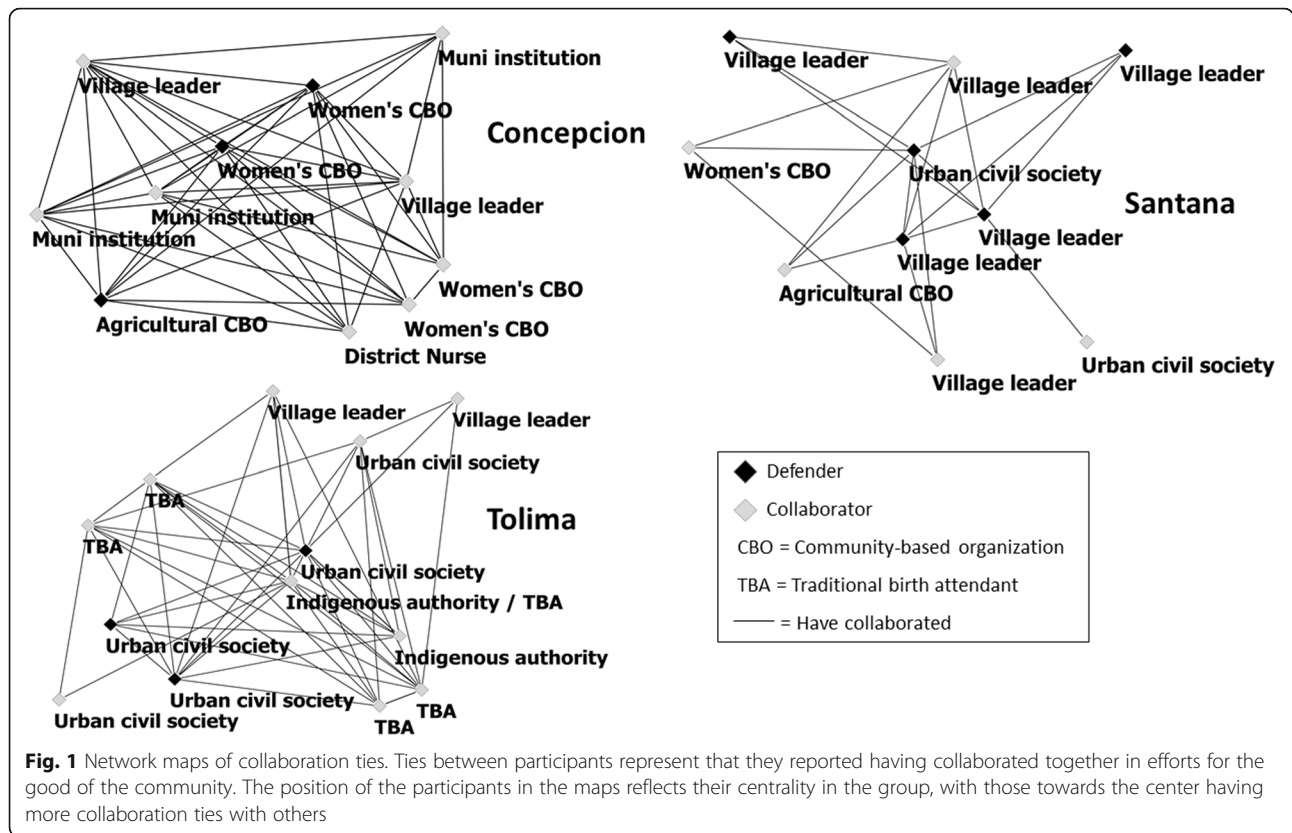 Muni institution
Village leader
Women's CBO
Concepcion
Women's CBO
Village leader
Muni institution
Muni institution
Women's CBO
Agricultural CBO
Women's CBO
District Nurse
Village leader
Village leader
Village leader
Women's CBO
Urban civil society
Santana
Village leader
Village leader
Agricultural CBO
Urban civil society
Village leader
Village leader
Village leader
Urban civil society
TBA
Tolima
TBA
Urban civil society
Indigenous authority / TBA
Urban civil society
Indigenous authority
Urban civil society
TBA
Urban civil society
TBA
Defender
Collaborator
CBO = Community-based organization
TBA = Traditional birth attendant
= Have collaborated
Fig. 1 Network maps of collaboration ties. Ties between participants represent that they reported having collaborated together in efforts for the
good of the community. The position of the participants in the maps reflects their centrality in the group, with those towards the center having
more collaboration ties with others